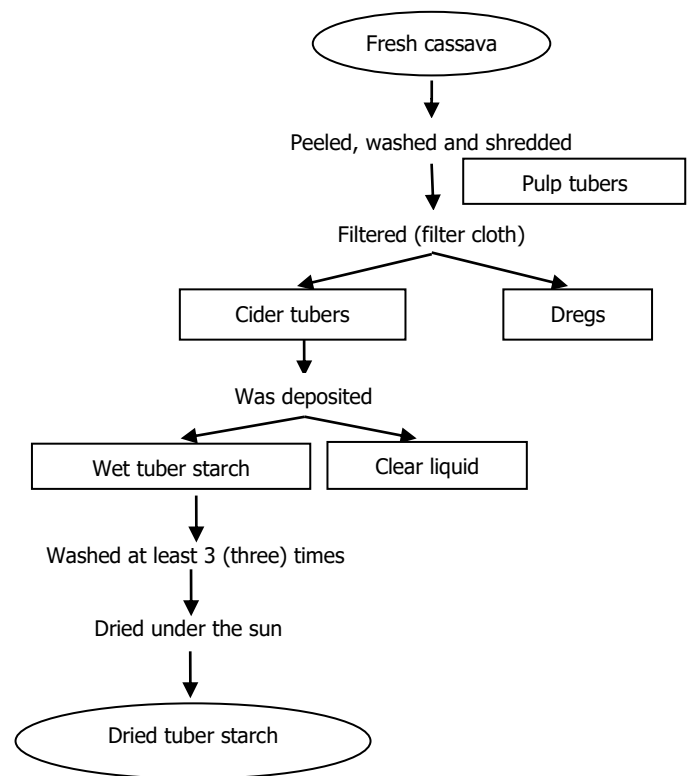 Fresh cassava
Peeled, washed and shredded
Pulp tubers
Filtered (filter cloth)
Cider tubers
Dregs
Was deposited
Wet tuber starch
Clear liquid
Washed at least 3 (three) times
Dried under the sun
Dried tuber starch